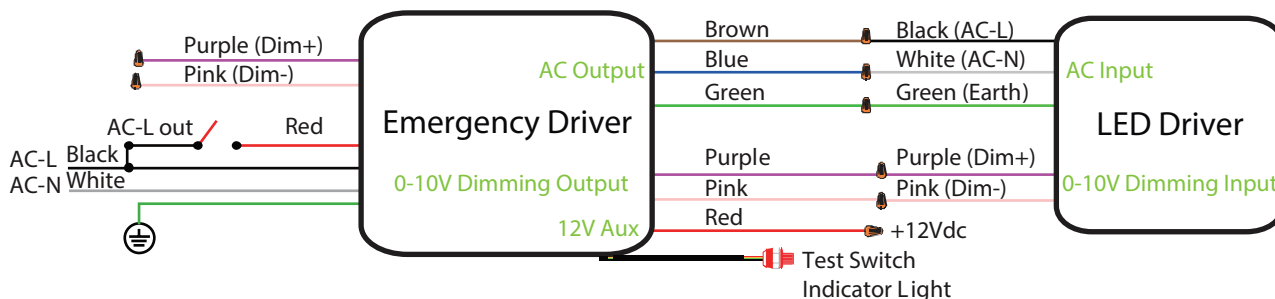 Purple (Dim+)
Pink (Dim-)
AC-L out
Red
AC-L
Black
AC-N
White
Emergency Driver
AC Output
0-10V Dimming Output
12V Aux
Brown
Black (AC-L)
Blue
White (AC-N)
Green
Green (Earth)
Purple
Purple (Dim+)
Pink
Pink (Dim-)
Red
+12Vdc
Test Switch
Indicator Light
AC Input
LED Driver
0-10V Dimming Input